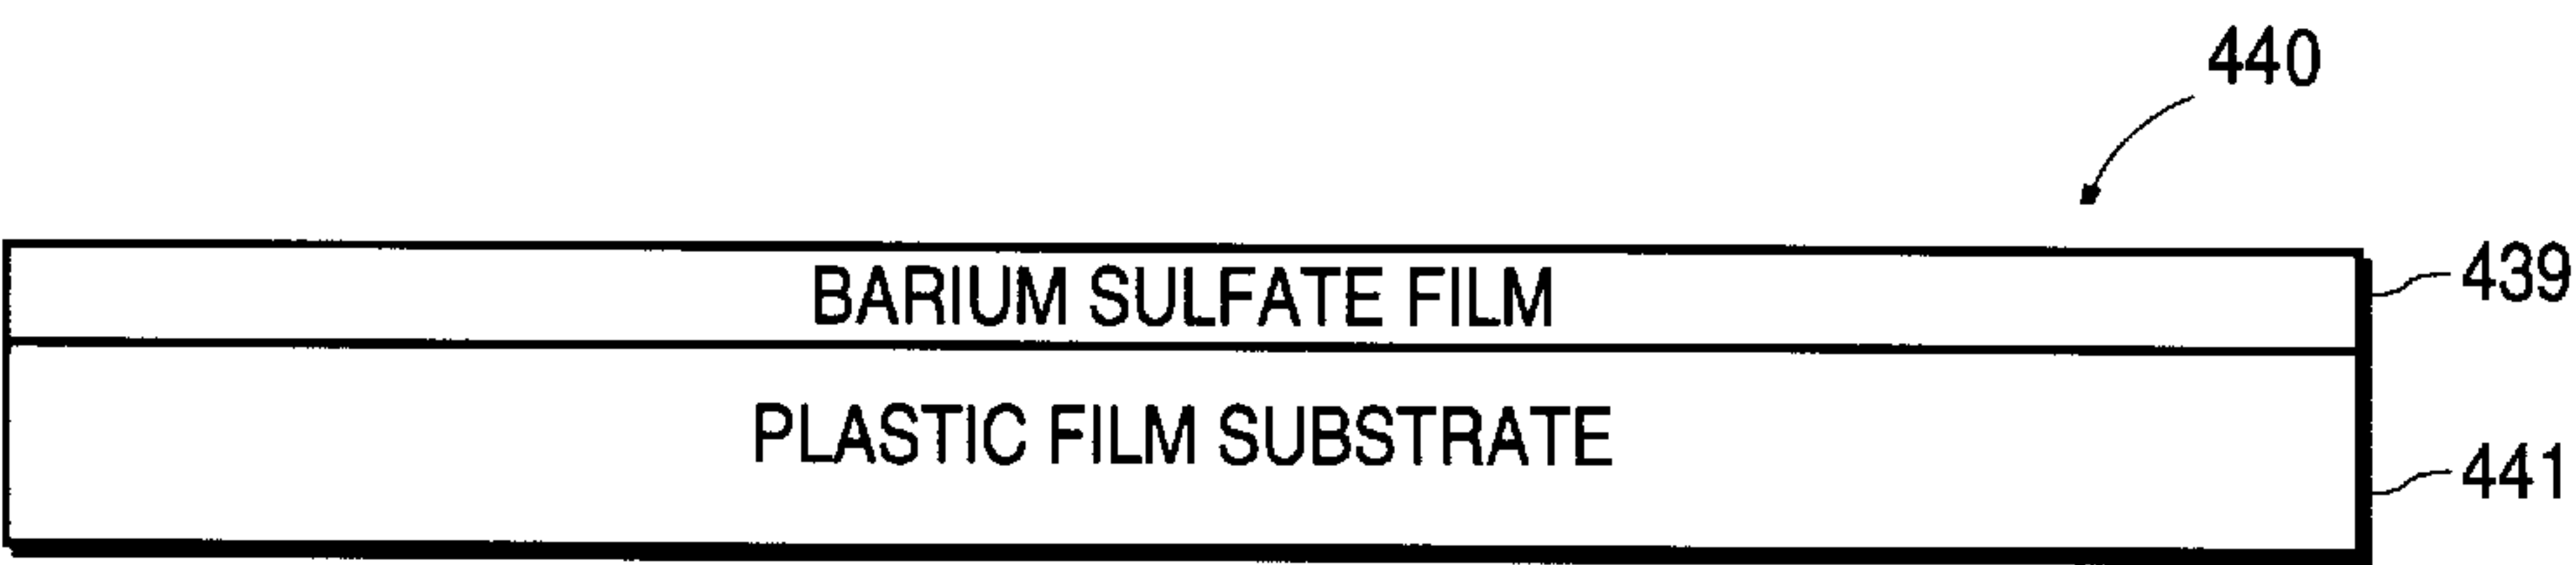 440
BARIUM SULFATE FILM
439
PLASTIC FILM SUBSTRATE
441